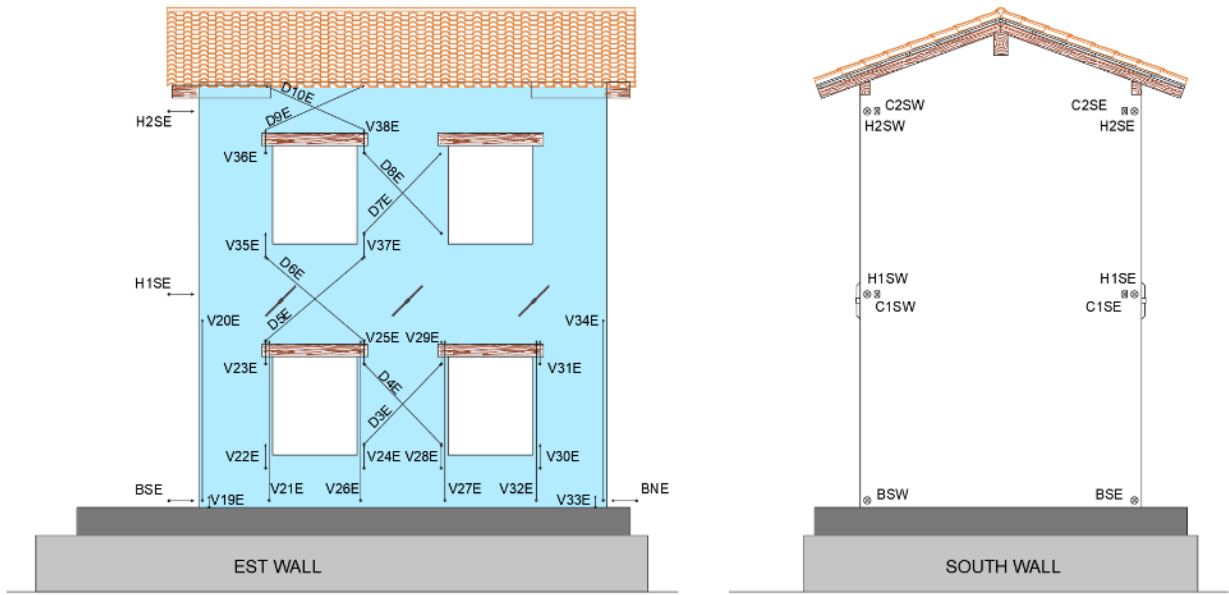 D10E
D9E
H2SE
V38E
V36E
D8E
D7E
V35E
V37E
D6E
H1SE
D5E
V20E
V34E
V25E
V29E
V23E
V31E
D4E
D3E
V22E
V24E
V28E
V30E
BSE
V21E
V26E
V27E
V32E
BNE
V19E
V33E
EST WALL
C2SW
C2SE
H2SW
H2SE
H1SW
H1SE
C1SW
C1SE
BSW
BSE
SOUTH WALL